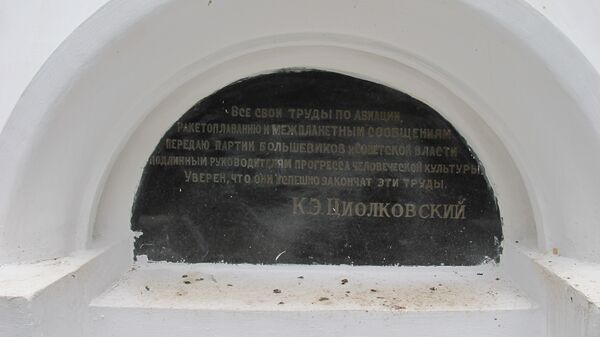 Все свои труды по авиации,
ракетоплаванию и межпланетным сообщениям
передаю партии большевиков и Советской власти
подлинным руководителям прогресса человеческой культуры.
Уверен, что они успешно закончат эти труды.
К.Э.Циолковский